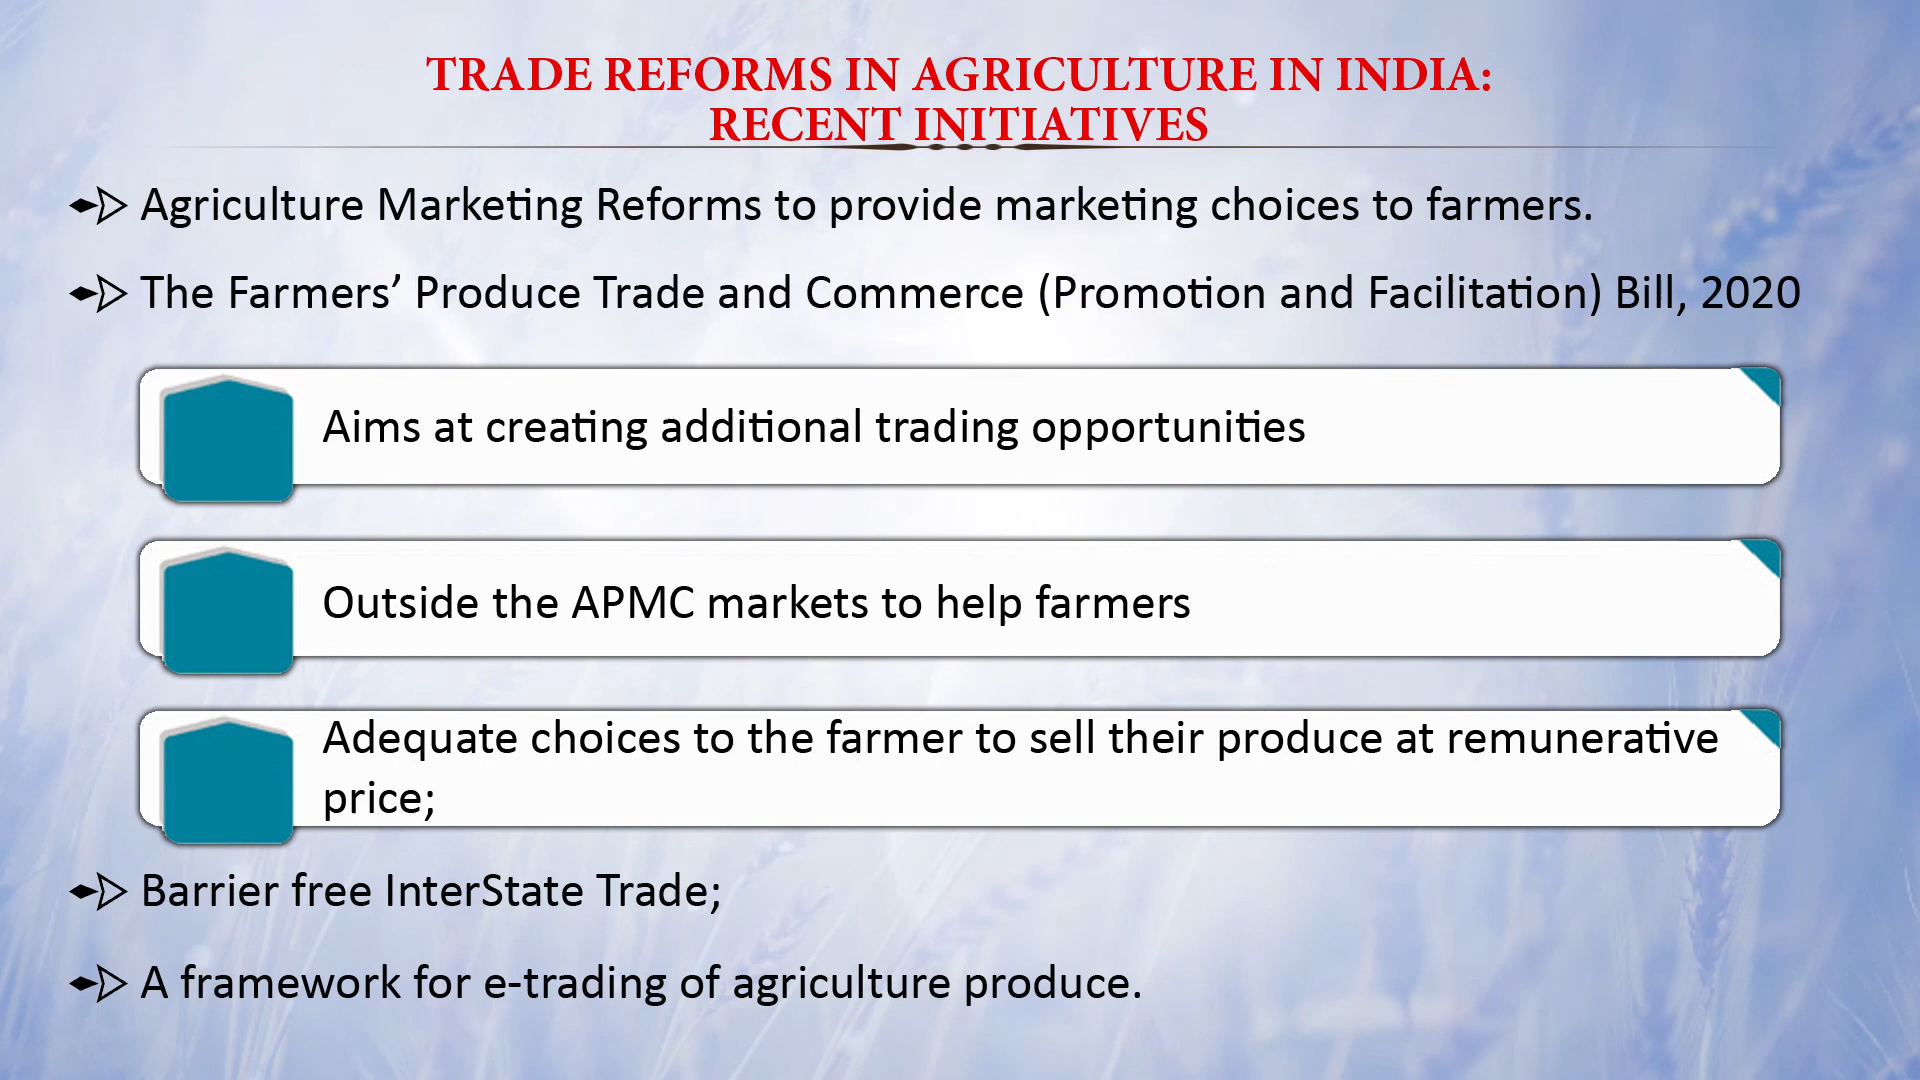 TRADE REFORMS IN AGRICULTURE IN INDIA:
RECENT INITIATIVES
Agriculture Marketing Reforms to provide marketing choices to farmers.
The Farmers’ Produce Trade and Commerce (Promotion and Facilitation) Bill, 2020
Aims at creating additional trading opportunities
Outside the APMC markets to help farmers
Adequate choices to the farmer to sell their produce at remunerative
price;
Barrier free InterState Trade;
A framework for e-trading of agriculture produce.